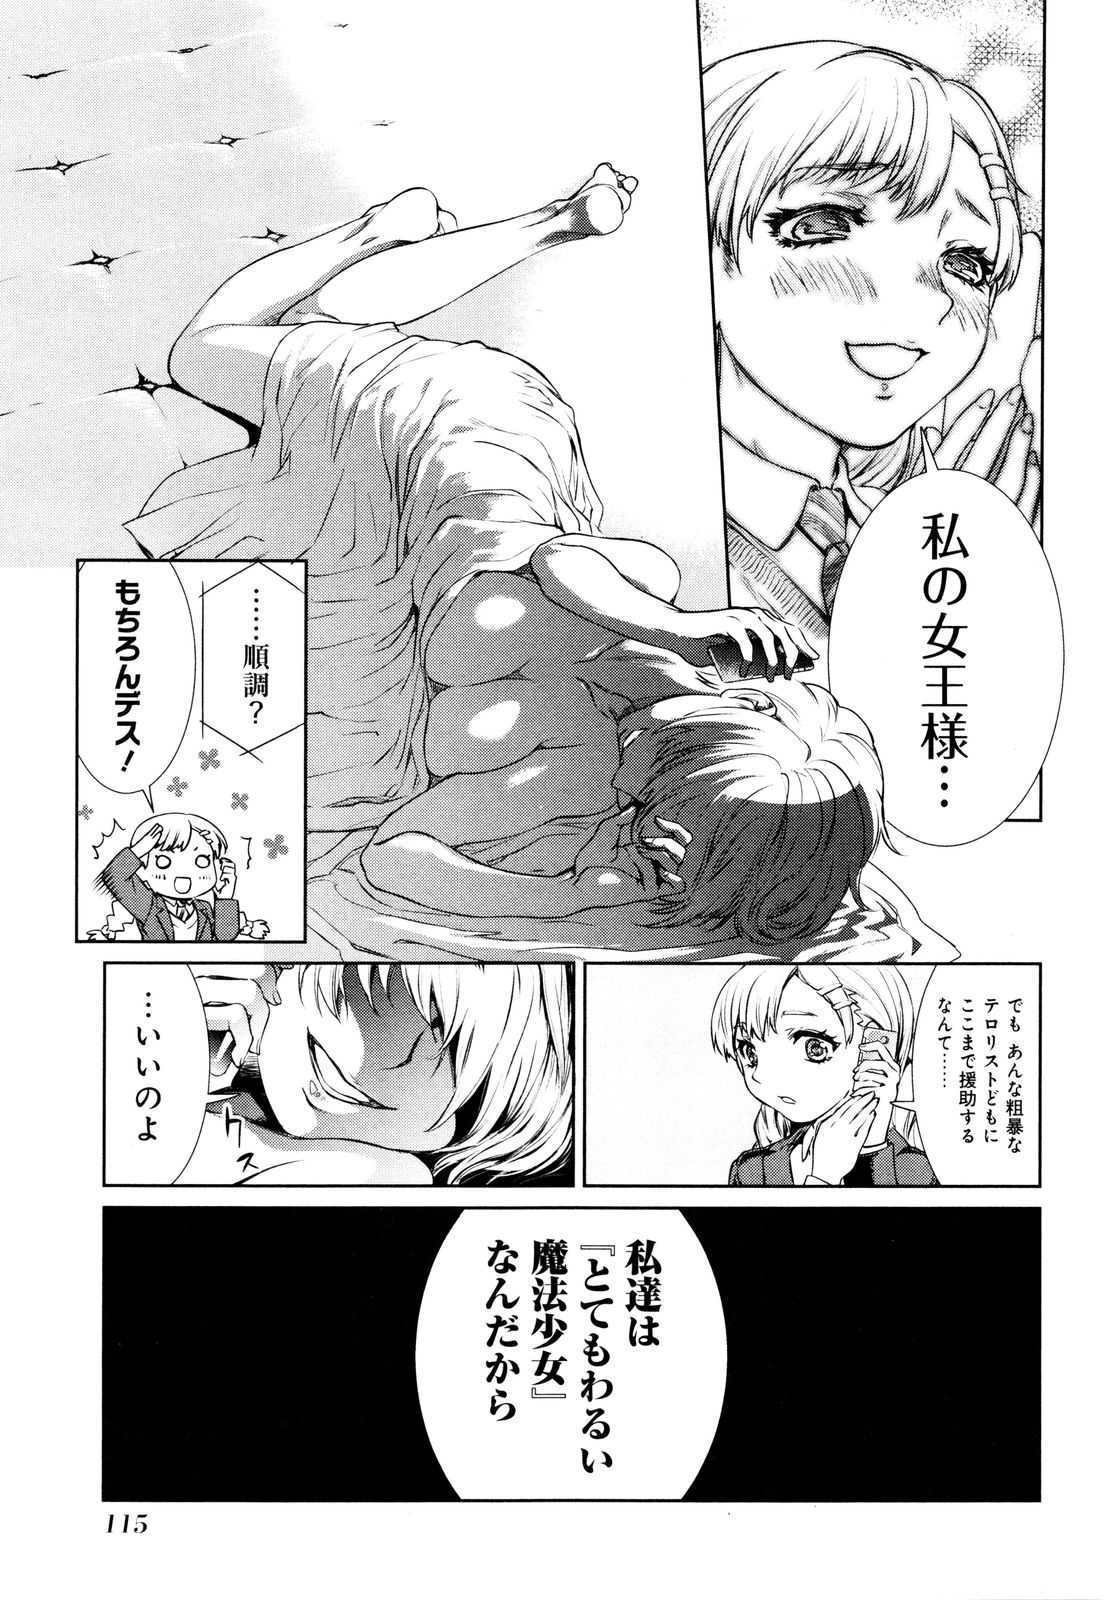 私の女王様…
……順調？
もちろんデス！
でも あんな粗暴な
テロリストどもに
ここまで援助する
なんて……
…いいのよ
クス
私達は
『とてもわるい
魔法少女』
なんだから
115